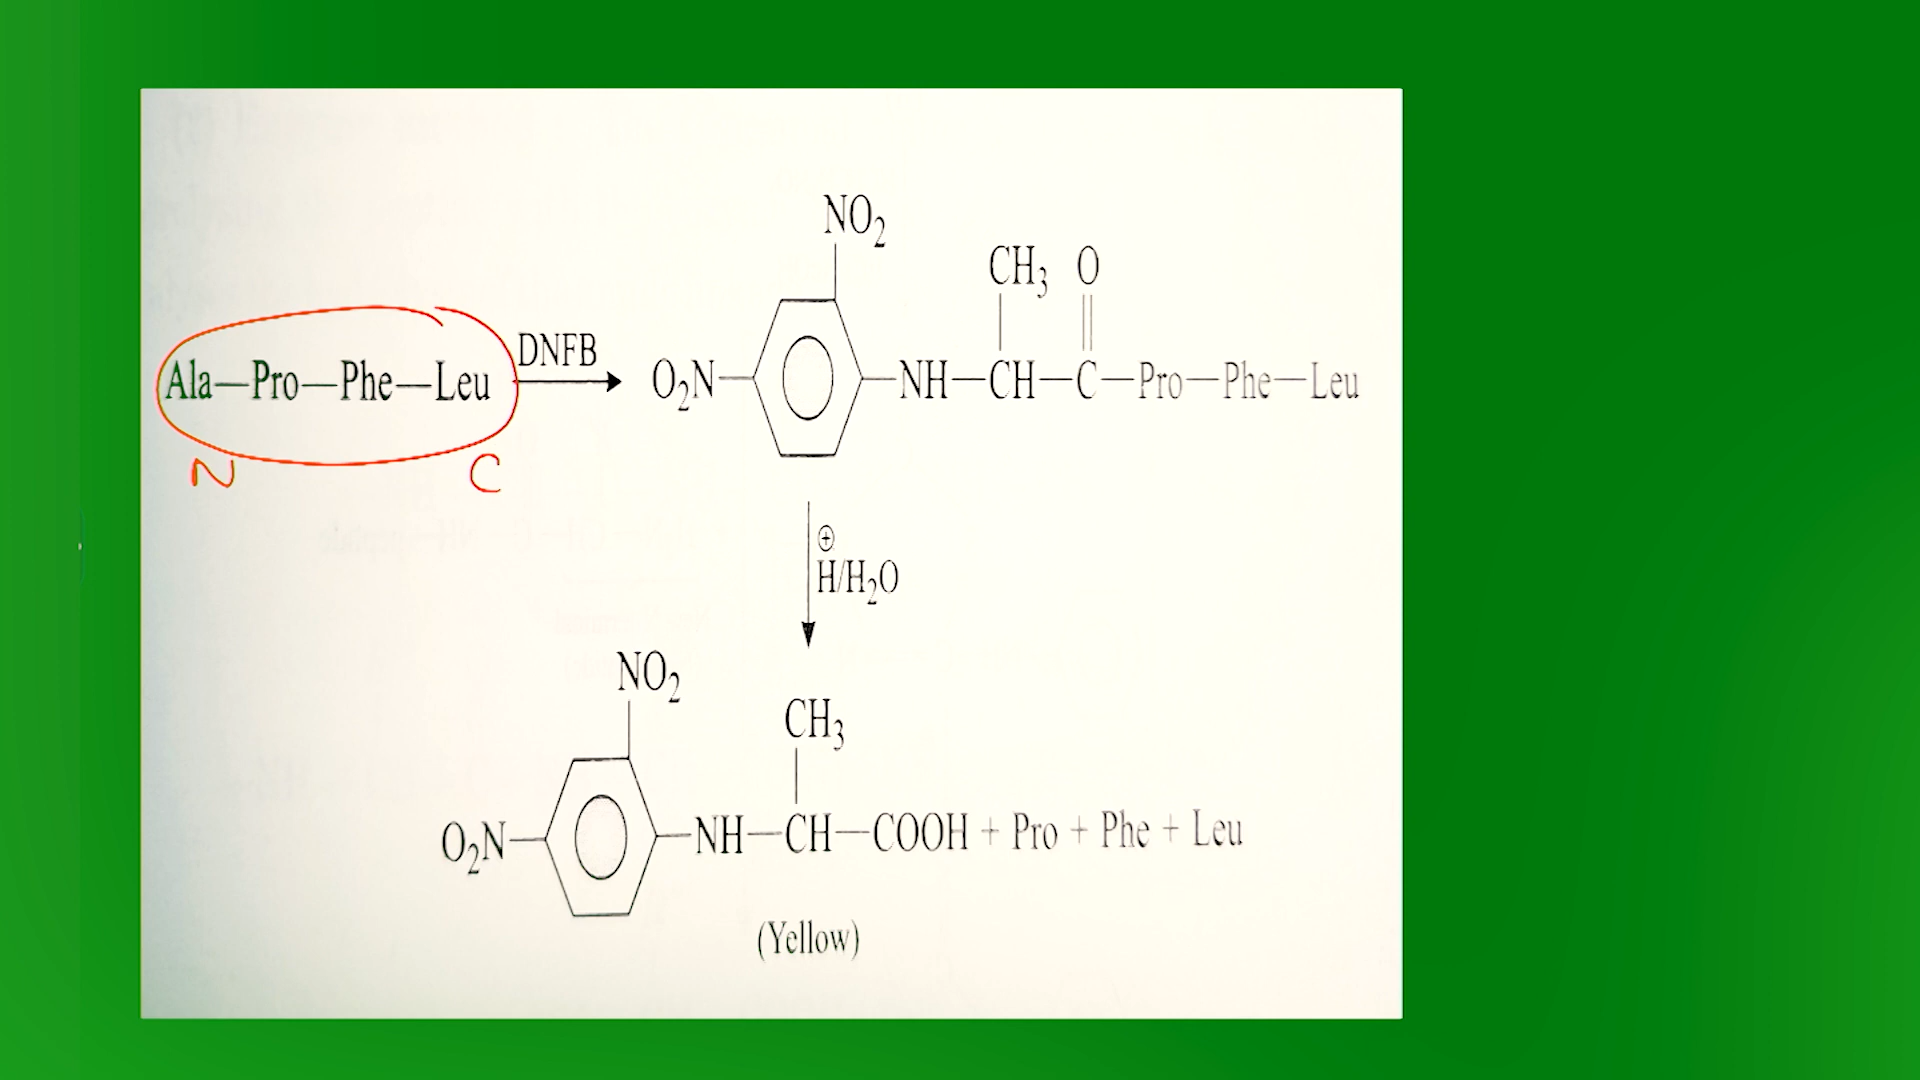 NO₂
CH₃ O
Ala—Pro—Phe—Leu DNFB O₂N—NH—CH—C—Pro—Phe—Leu
N C
⊕
H/H₂O
NO₂
CH₃
O₂N—NH—CH—COOH + Pro + Phe + Leu
(Yellow)